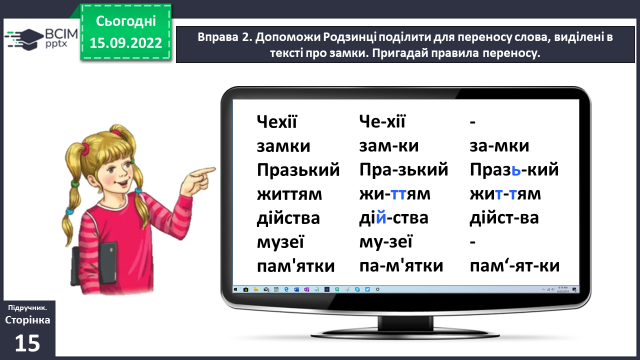 BCIM
pptx
Сьогодні
15.09.2022
Вправа 2. Допоможи Родзинці поділити для переносу слова, виділені в
тексті про замки. Пригадай правила переносу.
Чехії Че-хії -
замки зам-ки за-мки
Празький Пра-зький Празь-кий
життям жи-ттям жит-тям
дійства дій-ства дійст-ва
музеї му-зеї -
пам'ятки па-м'ятки пам‘-ят-ки
Підручник.
Сторінка
15